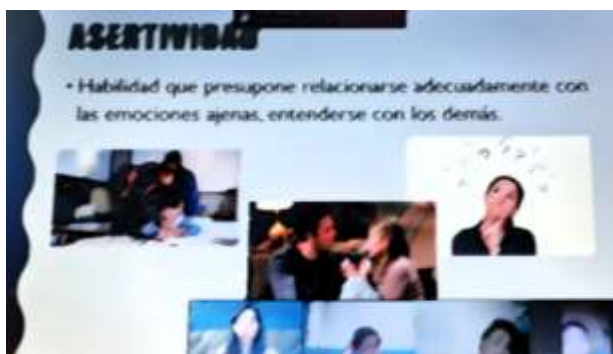 ASERTIVIDAD
• Habilidad que presupone relacionarse adecuadamente con
las emociones ajenas, entenderse con los demás.